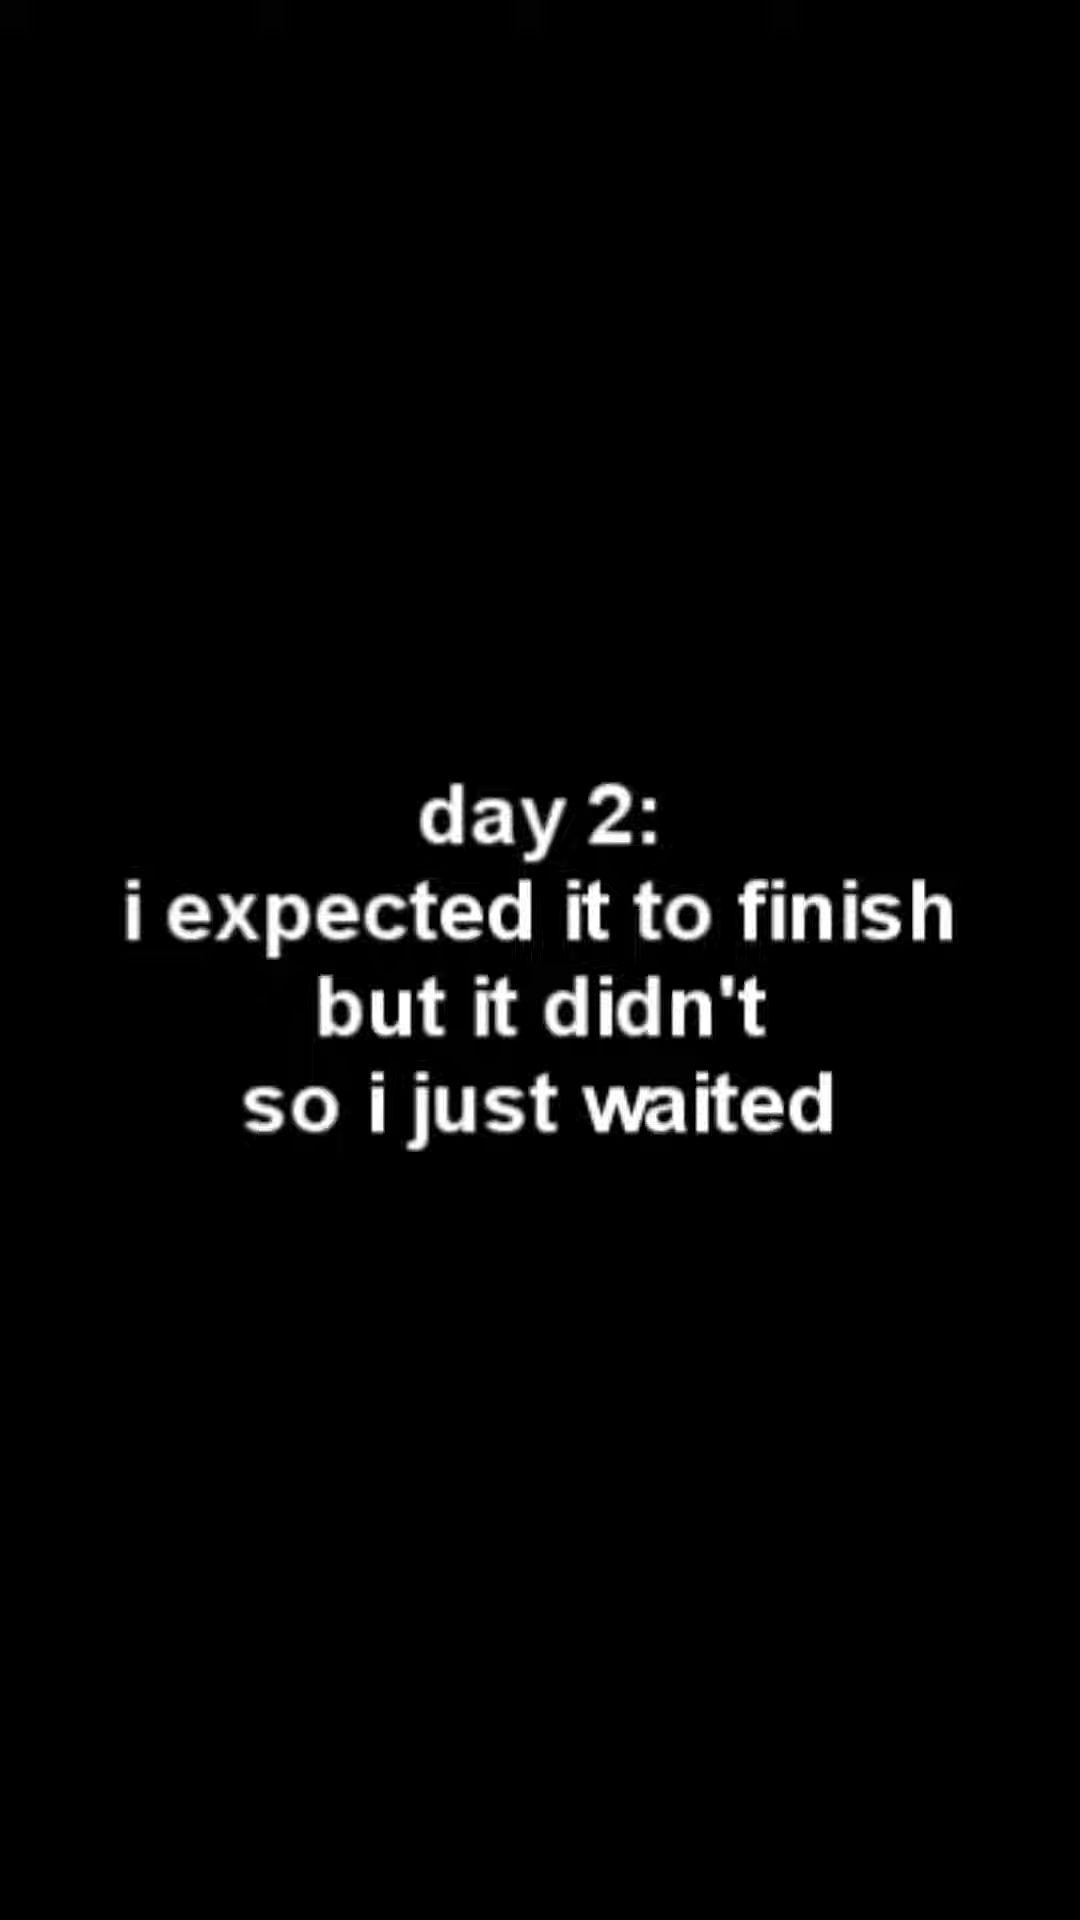 day 2:
i expected it to finish
but it didn't
so i just waited